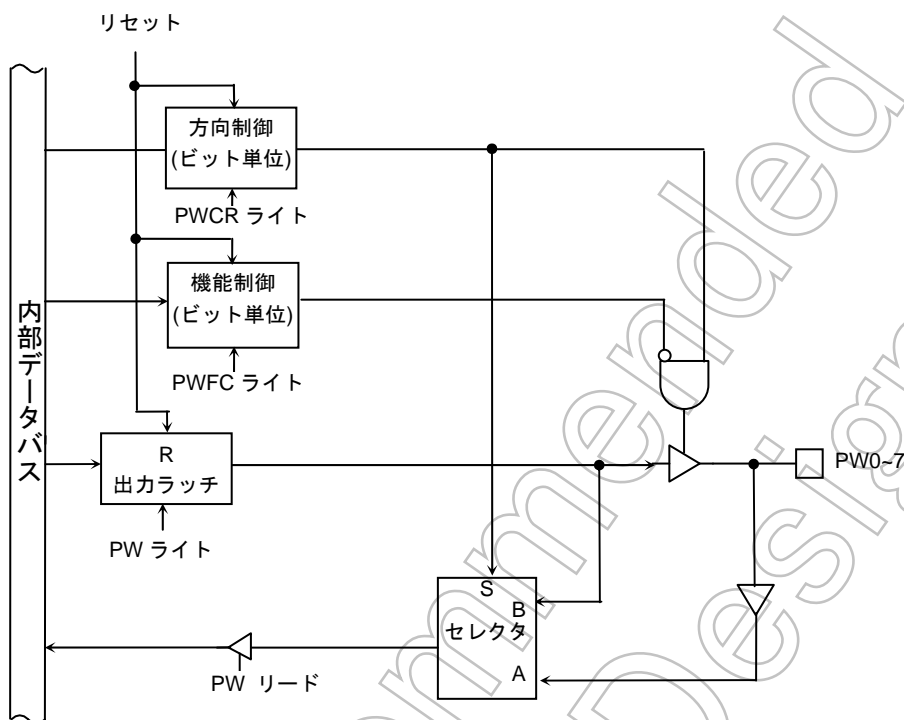 リセット
方向制御
(ビット単位)
PWCR ライト
機能制御
(ビット単位)
PWFC ライト
内部データバス
R
出力ラッチ
PW ライト
PW0~7
S
B
セレクタ
A
PW リード
ommended
Desig